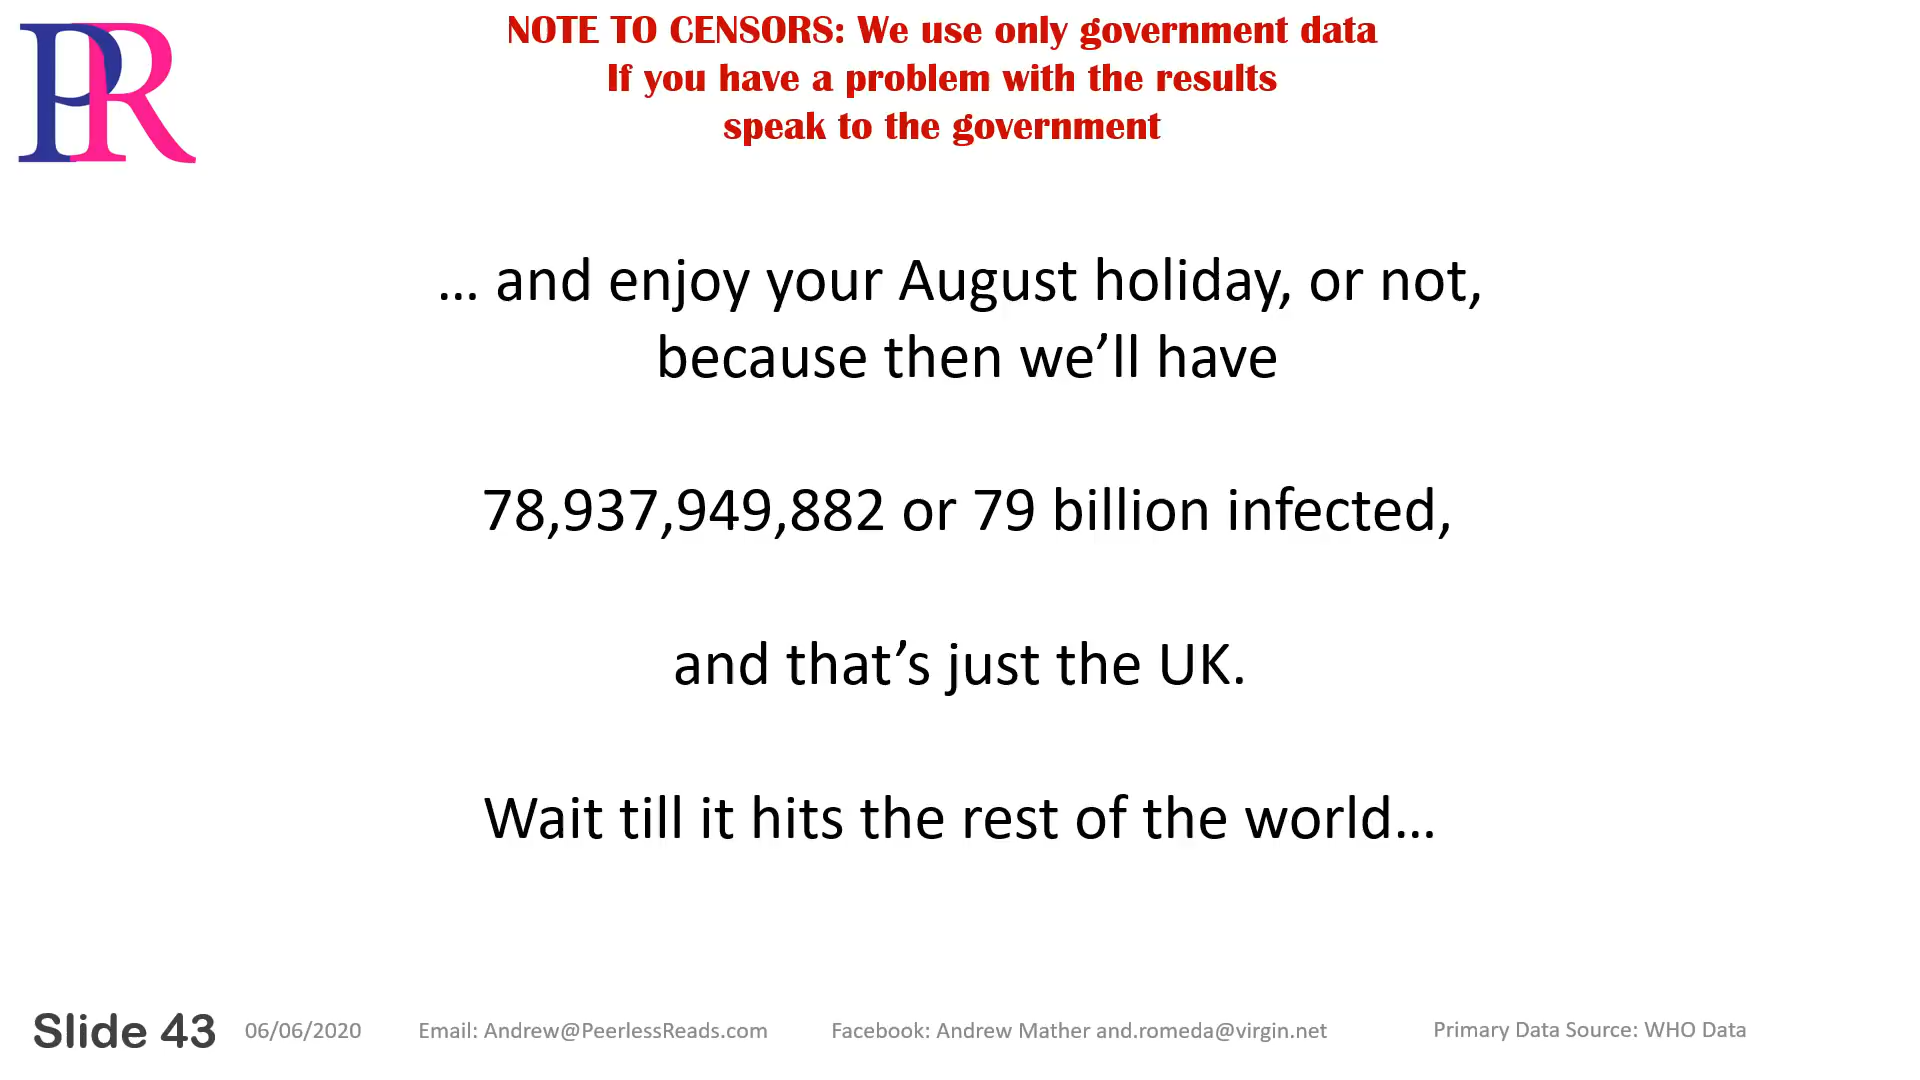 PR
NOTE TO CENSORS: We use only government data
If you have a problem with the results
speak to the government
... and enjoy your August holiday, or not,
because then we’ll have
78,937,949,882 or 79 billion infected,
and that’s just the UK.
Wait till it hits the rest of the world...
Slide 43 06/06/2020 Email: Andrew@PeerlessReads.com Facebook: Andrew Mather and.romeda@virgin.net Primary Data Source: WHO Data